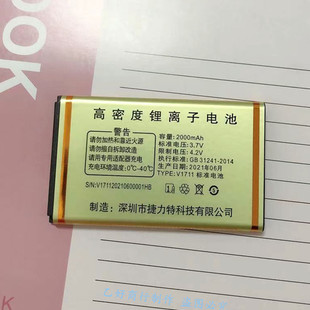 OOK
高密度锂离子电池
警告
请勿加热和靠近火源
请勿自行拆卸改造
请使用专用适配器充电
充电环境温度:0℃-40℃
容量:2000mAh
标准电压:3.7V
限制电压:4.2V
执行标准:GB 31241-2014
日期:2021年06月
TYPE:V1711 标准电池
S/N:V17112021060001HB
制造:深圳市捷力特科技有限公司